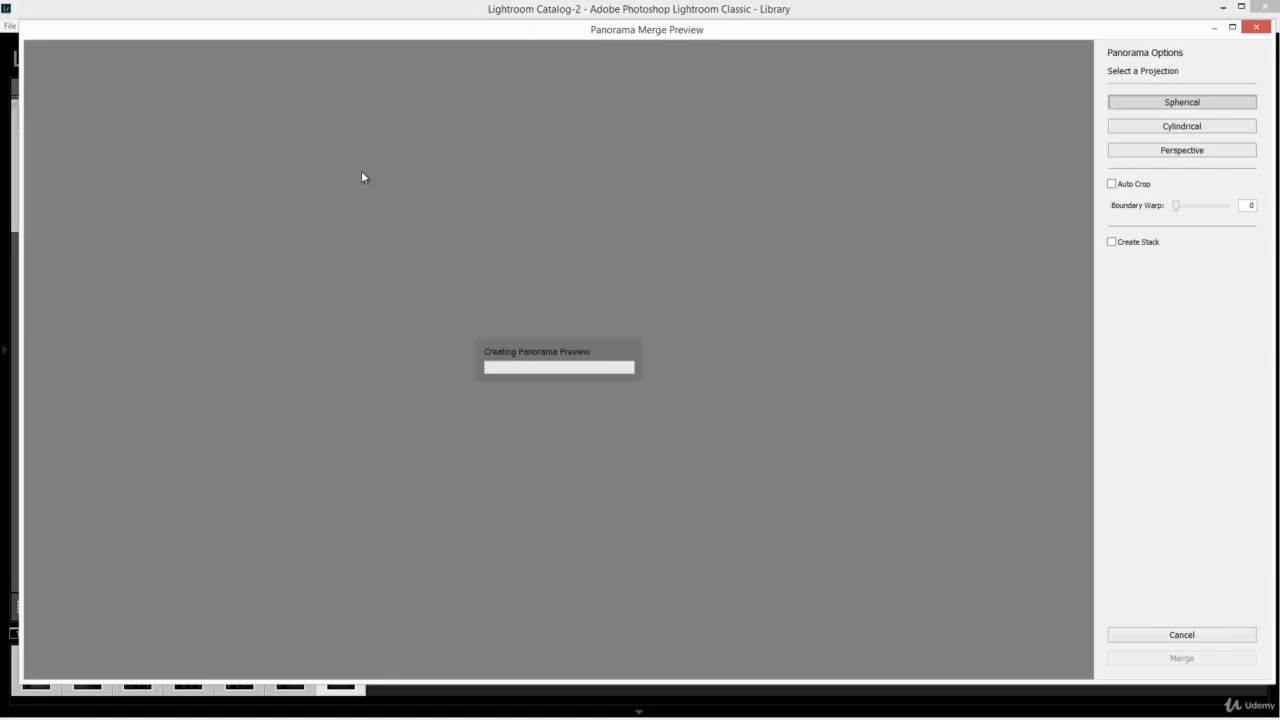 Lr
Lightroom Catalog-2 - Adobe Photoshop Lightroom Classic - Library
File
Panorama Merge Preview
Panorama Options
Select a Projection
Spherical
Cylindrical
Perspective
Auto Crop
Boundary Warp: 0
Create Stack
Creating Panorama Preview
Cancel
Merge
Udemy